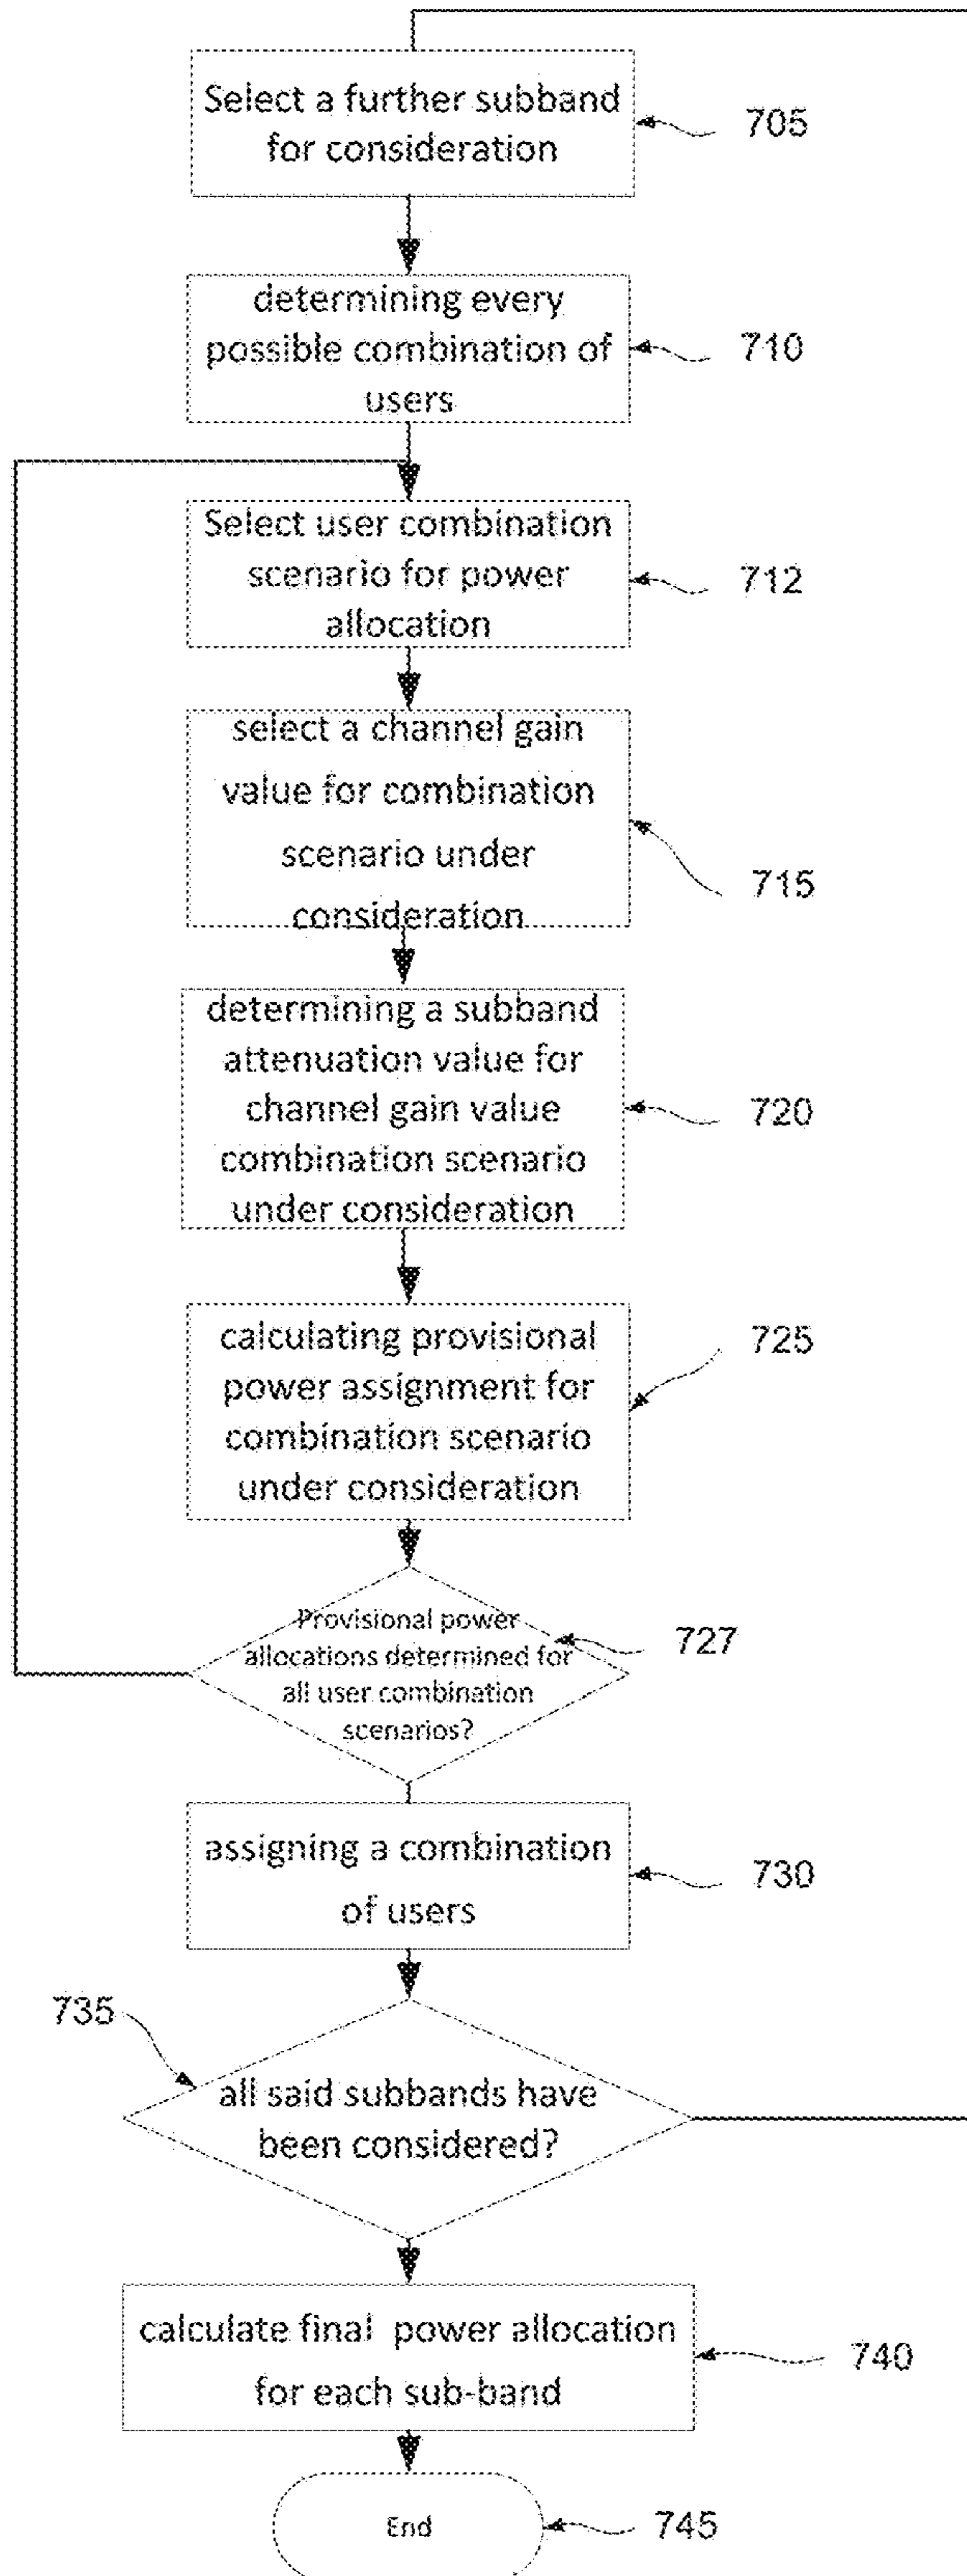 Select a further subband
for consideration
705
determining every
possible combination of
users
710
Select user combination
scenario for power
allocation
712
select a channel gain
value for combination
scenario under
consideration
715
determining a subband
attenuation value for
channel gain value
combination scenario
under consideration
720
calculating provisional
power assignment for
combination scenario
under consideration
725
Provisional power
allocations determined for
all user combination
scenarios?
727
assigning a combination
of users
730
735
all said subbands have
been considered?
calculate final power allocation
for each sub-band
740
End
745